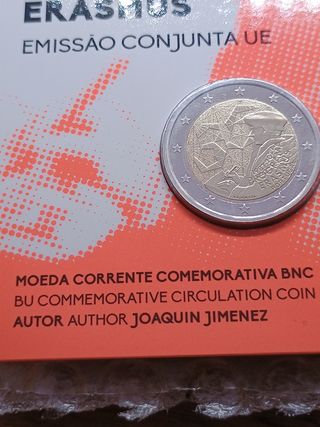 ERASMUS
EMISSÃO CONJUNTA UE
MOEDA CORRENTE COMEMORATIVA BNC
BU COMMEMORATIVE CIRCULATION COIN
AUTOR AUTHOR JOAQUIN JIMENEZ